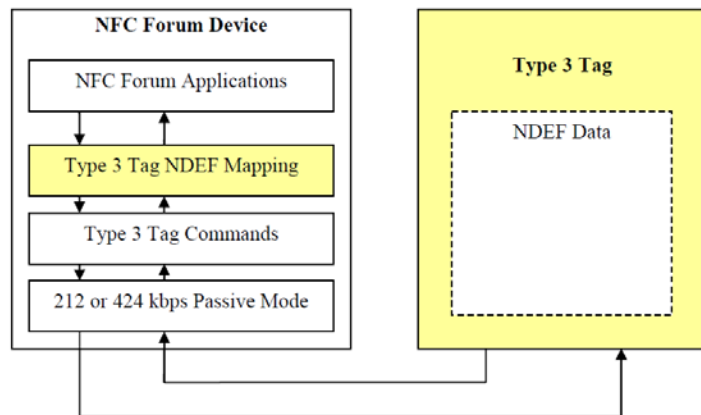 NFC Forum Device
NFC Forum Applications
Type 3 Tag NDEF Mapping
Type 3 Tag Commands
212 or 424 kbps Passive Mode
Type 3 Tag
NDEF Data